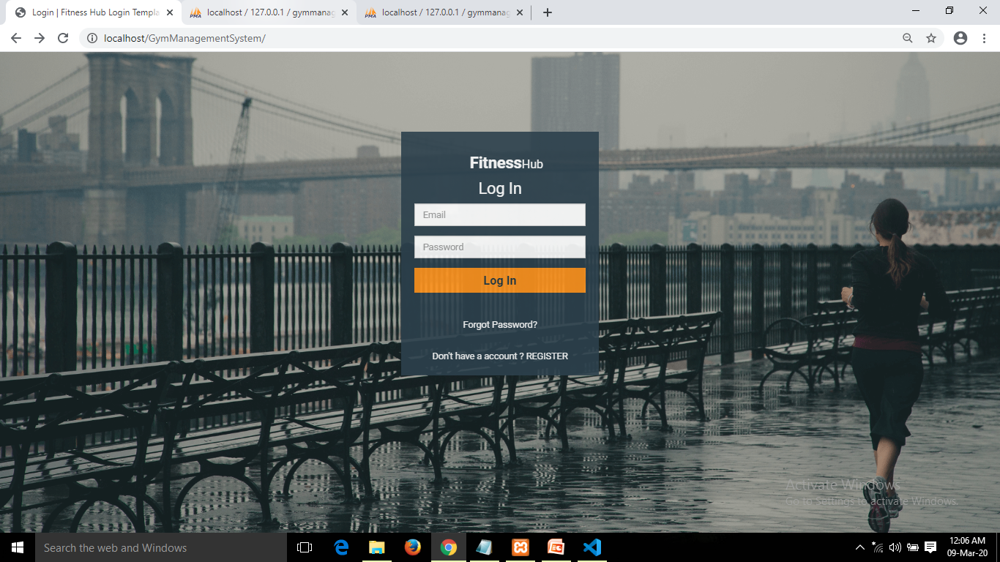 Login | Fitness Hub Login Templa
localhost / 127.0.0.1 / gymmanag
localhost / 127.0.0.1 / gymmanag
localhost/GymManagementSystem/
FitnessHub
Log In
Email
Password
Log In
Forgot Password?
Don't have a account ? REGISTER
Activate Windows
Go to Settings to activate Windows.
Search the web and Windows
12:06 AM
09-Mar-20